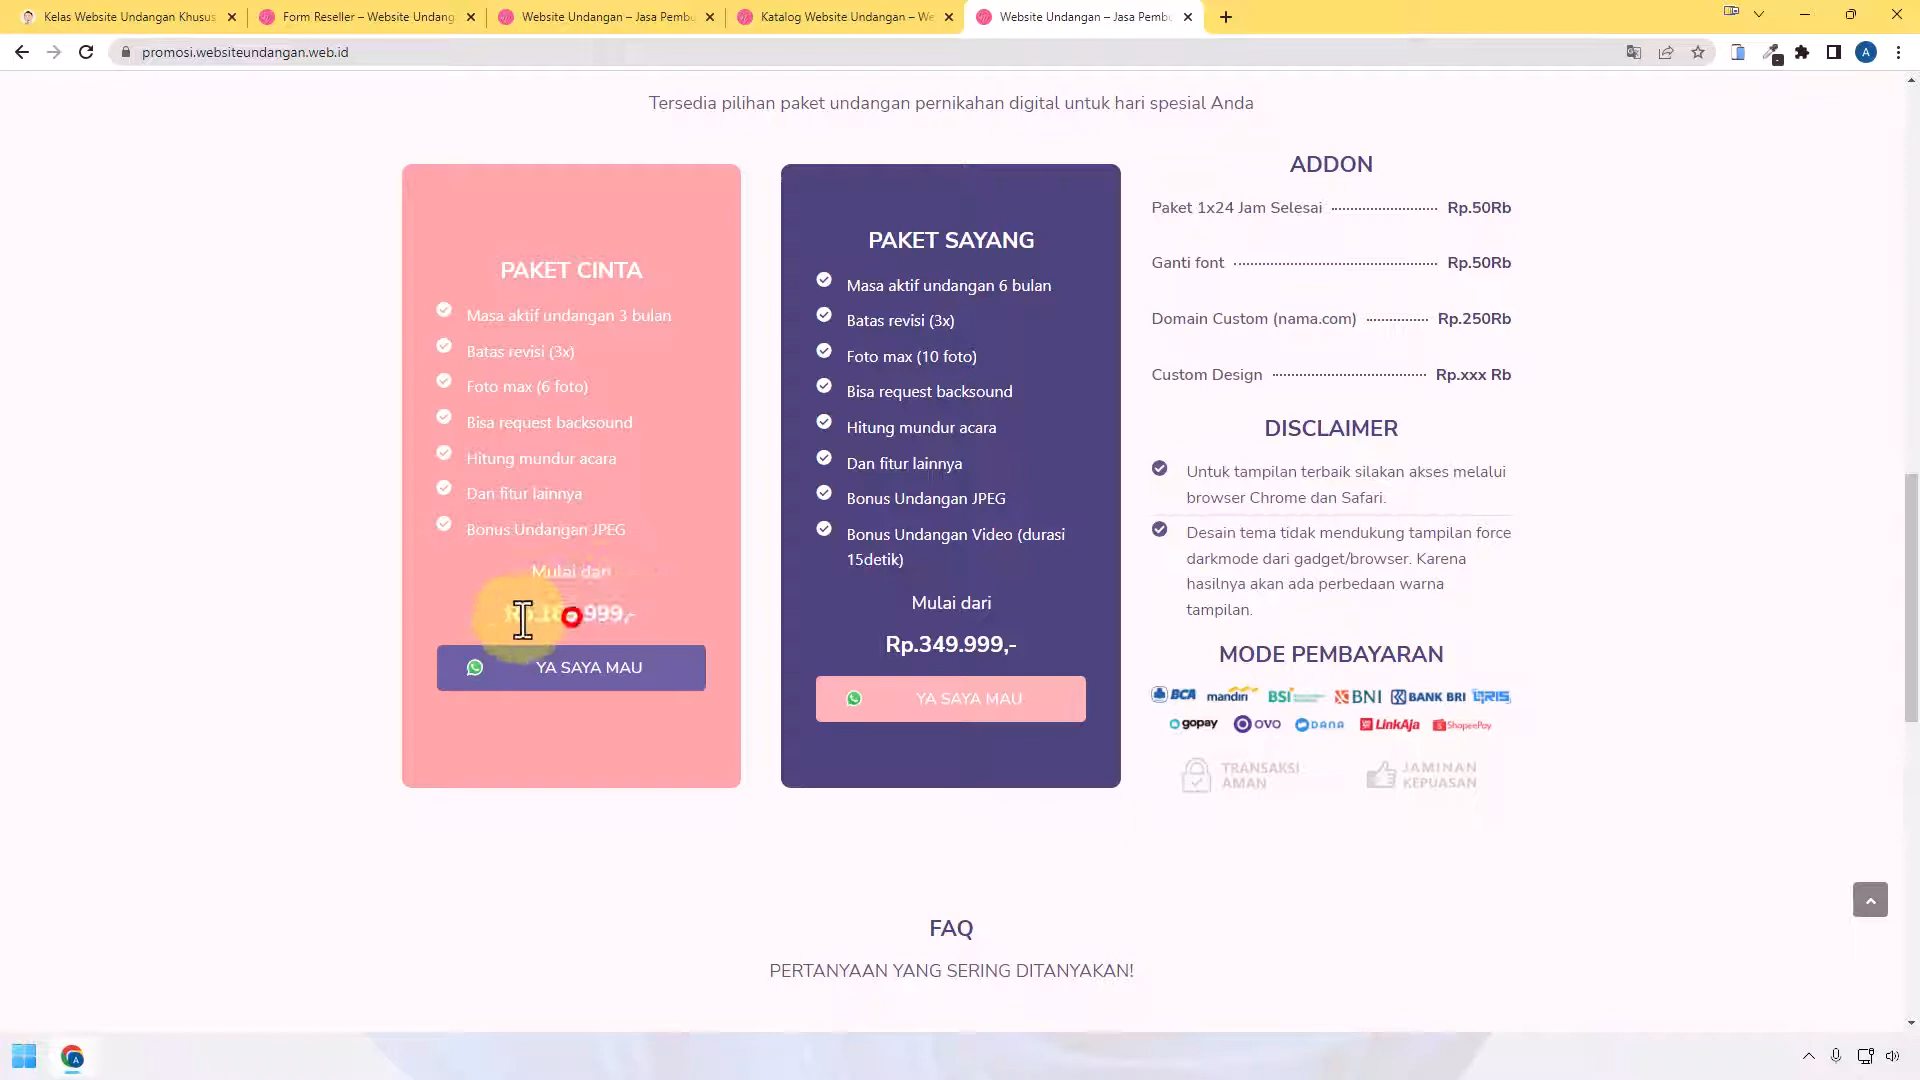 Kelas Website Undangan Khusus
Form Reseller – Website Undang
Website Undangan – Jasa Pembu
Katalog Website Undangan – We
Website Undangan – Jasa Pembu
promosi.websiteundangan.web.id
A
Tersedia pilihan paket undangan pernikahan digital untuk hari spesial Anda
PAKET CINTA
Masa aktif undangan 3 bulan
Batas revisi (3x)
Foto max (6 foto)
Bisa request backsound
Hitung mundur acara
Dan fitur lainnya
Bonus Undangan JPEG
Mulai dari
YA SAYA MAU
PAKET SAYANG
Masa aktif undangan 6 bulan
Batas revisi (3x)
Foto max (10 foto)
Bisa request backsound
Hitung mundur acara
Dan fitur lainnya
Bonus Undangan JPEG
Bonus Undangan Video (durasi
15detik)
Mulai dari
Rp.349.999,-
YA SAYA MAU
ADDON
Paket 1x24 Jam Selesai Rp.50Rb
Ganti font Rp.50Rb
Domain Custom (nama.com) Rp.250Rb
Custom Design Rp.xxx Rb
DISCLAIMER
Untuk tampilan terbaik silakan akses melalui
browser Chrome dan Safari.
Desain tema tidak mendukung tampilan force
darkmode dari gadget/browser. Karena
hasilnya akan ada perbedaan warna
tampilan.
MODE PEMBAYARAN
BCA mandiri BSI BNI BANK BRI QRIS
gopay OVO DANA LinkAja ShopeePay
TRANSAKSI
AMAN
JAMINAN
KEPUASAN
FAQ
PERTANYAAN YANG SERING DITANYAKAN!
A